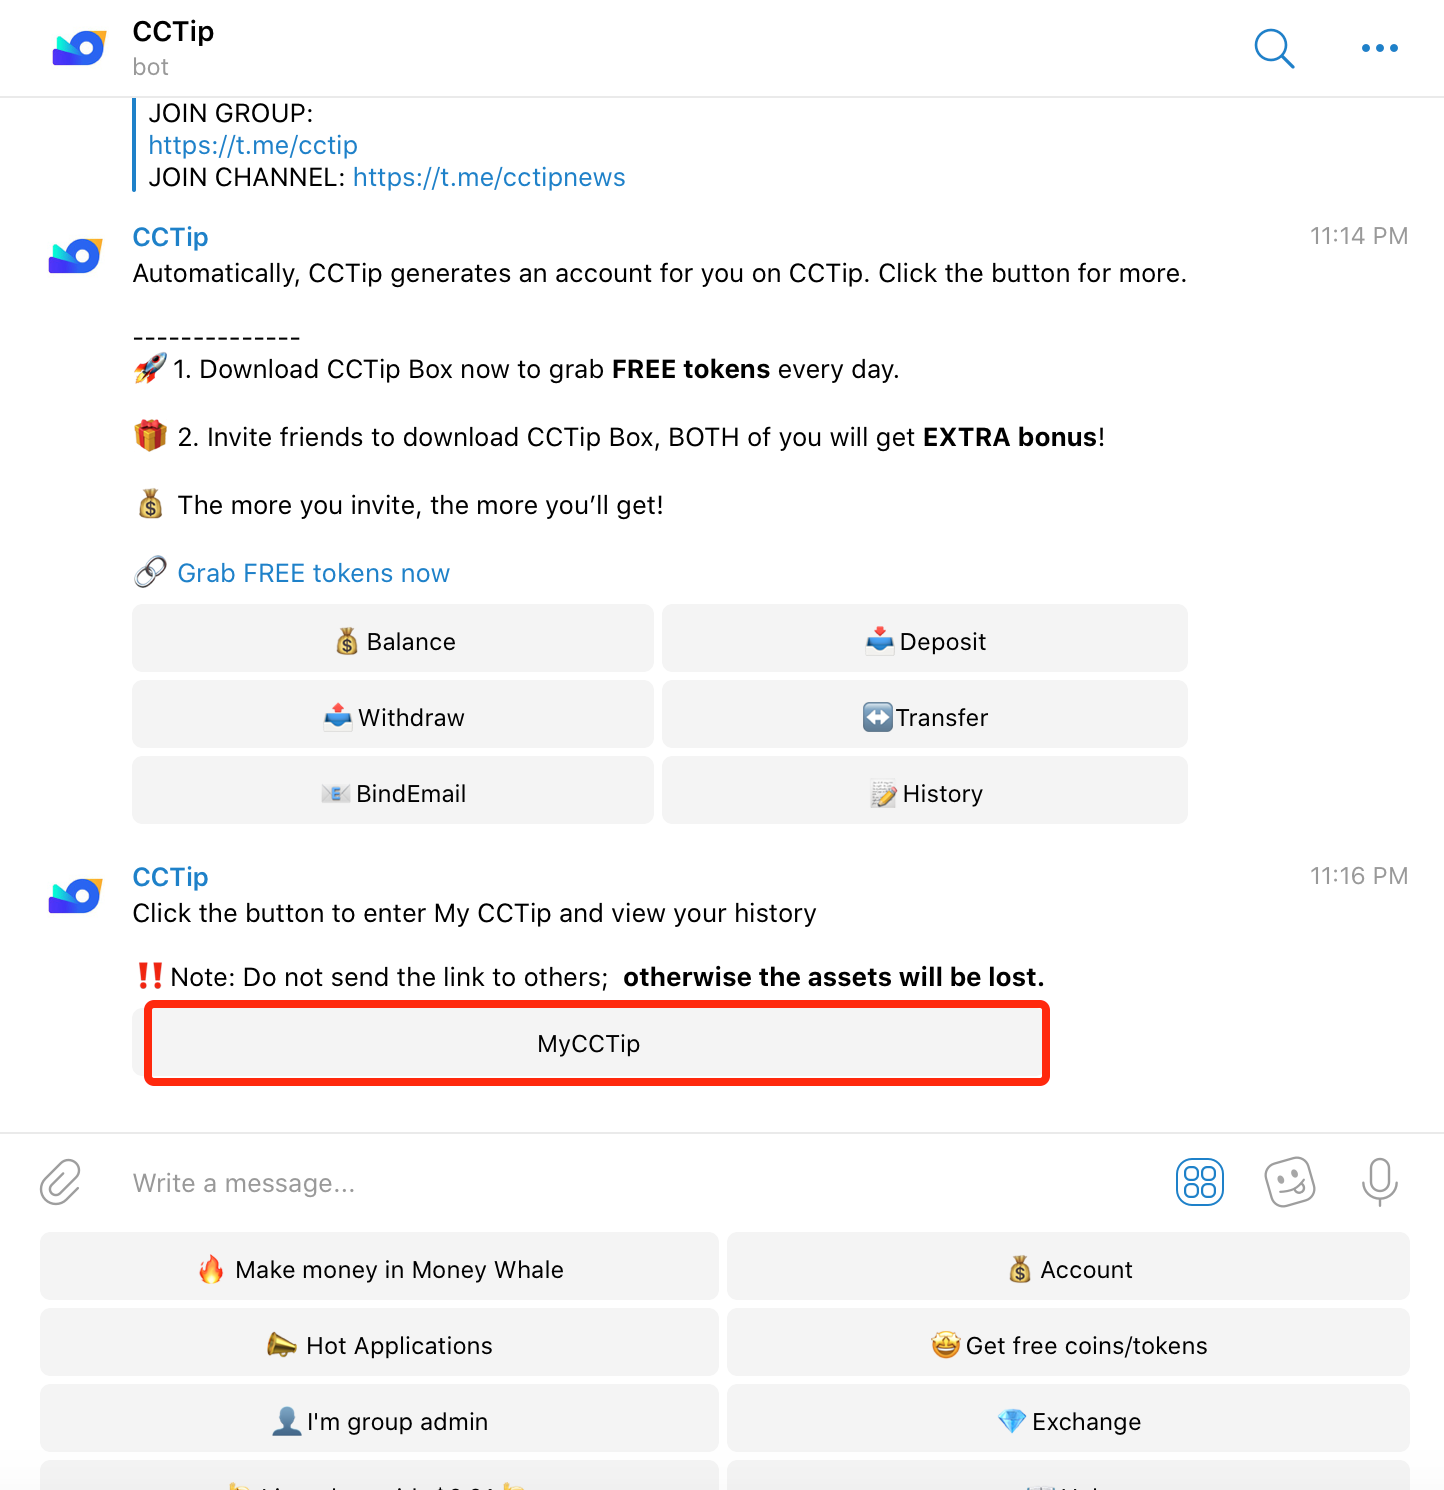 CCTip
bot
JOIN GROUP:
https://t.me/cctip
JOIN CHANNEL: https://t.me/cctipnews
CCTip
11:14 PM
Automatically, CCTip generates an account for you on CCTip. Click the button for more.
--------------
🚀 1. Download CCTip Box now to grab FREE tokens every day.
🎁 2. Invite friends to download CCTip Box, BOTH of you will get EXTRA bonus!
💰 The more you invite, the more you’ll get!
🔗 Grab FREE tokens now
💰 Balance
📥 Deposit
📤 Withdraw
↔️ Transfer
📧 BindEmail
📝 History
CCTip
11:16 PM
Click the button to enter My CCTip and view your history
‼️ Note: Do not send the link to others; otherwise the assets will be lost.
MyCCTip
Write a message...
🔥 Make money in Money Whale
💰 Account
📣 Hot Applications
🤩 Get free coins/tokens
👤 I'm group admin
💎 Exchange